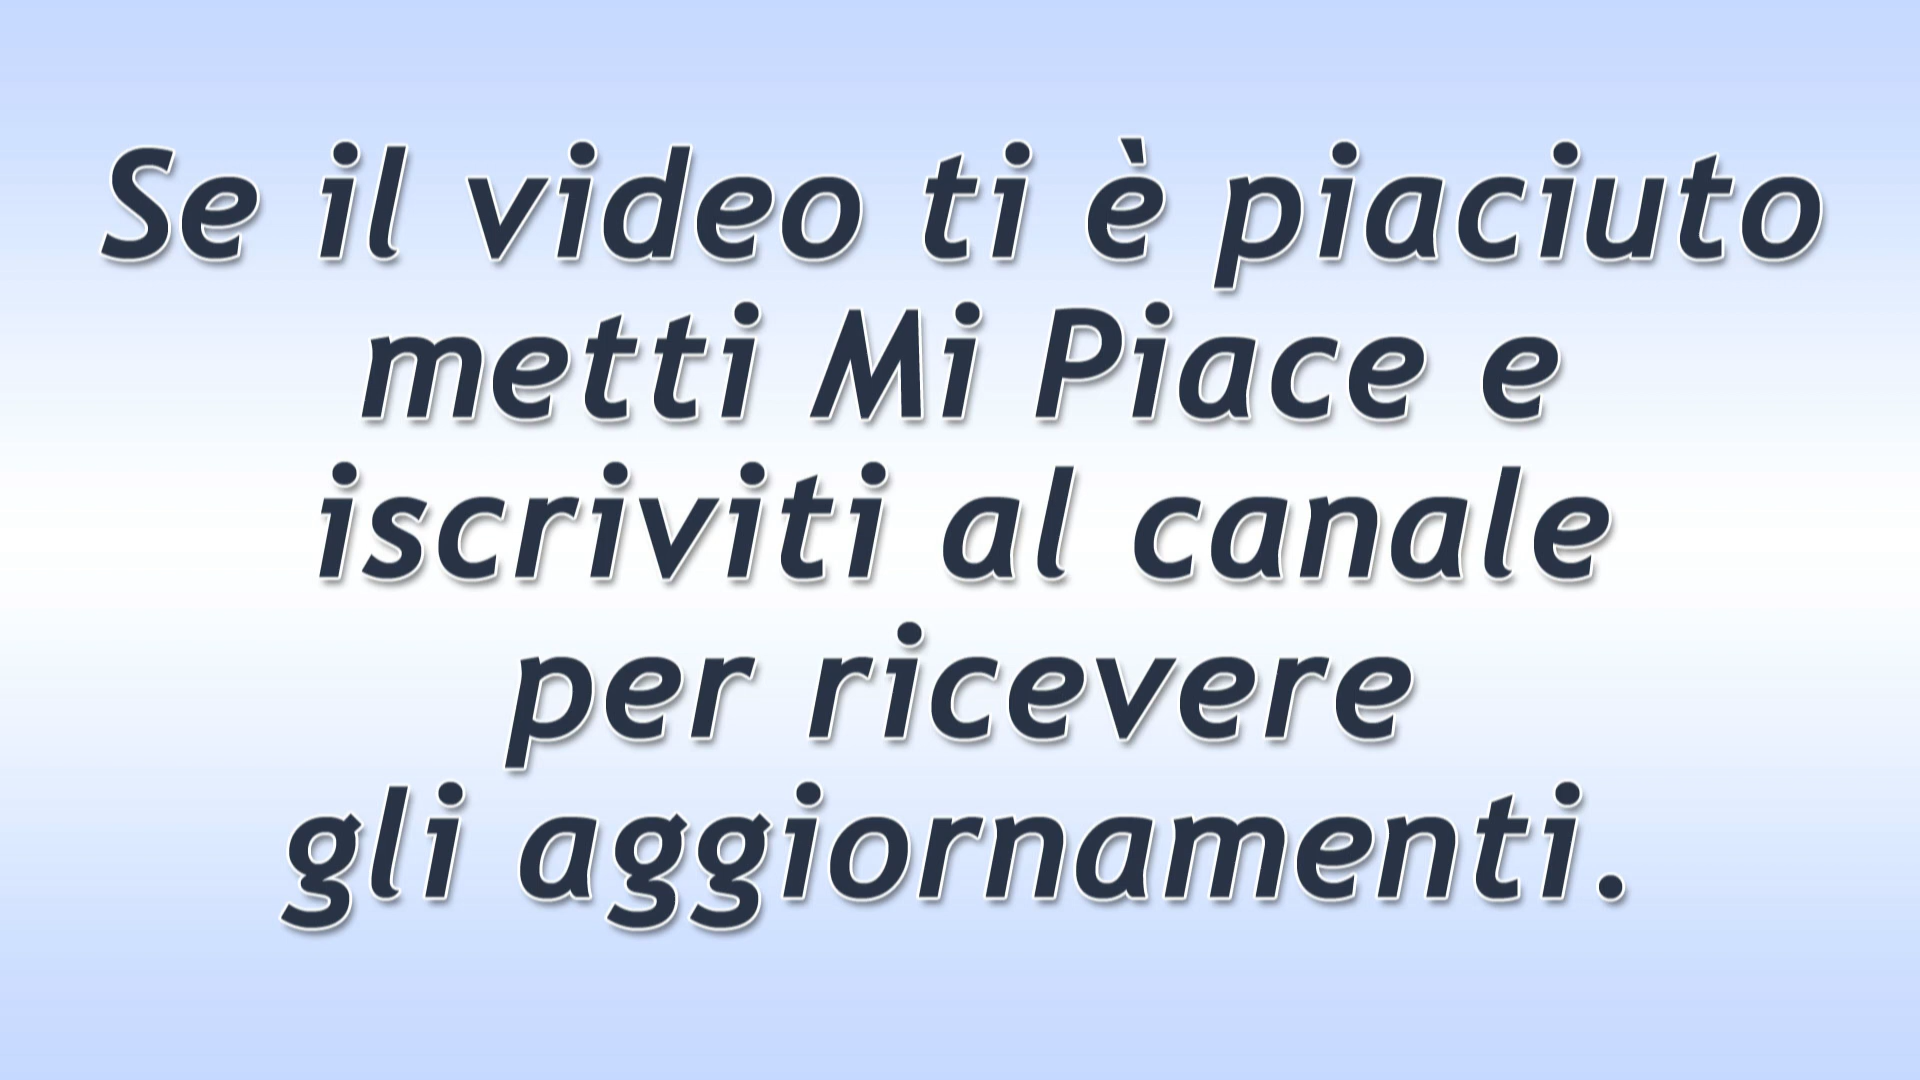 Se il video ti è piaciuto
metti Mi Piace e
iscriviti al canale
per ricevere
gli aggiornamenti.